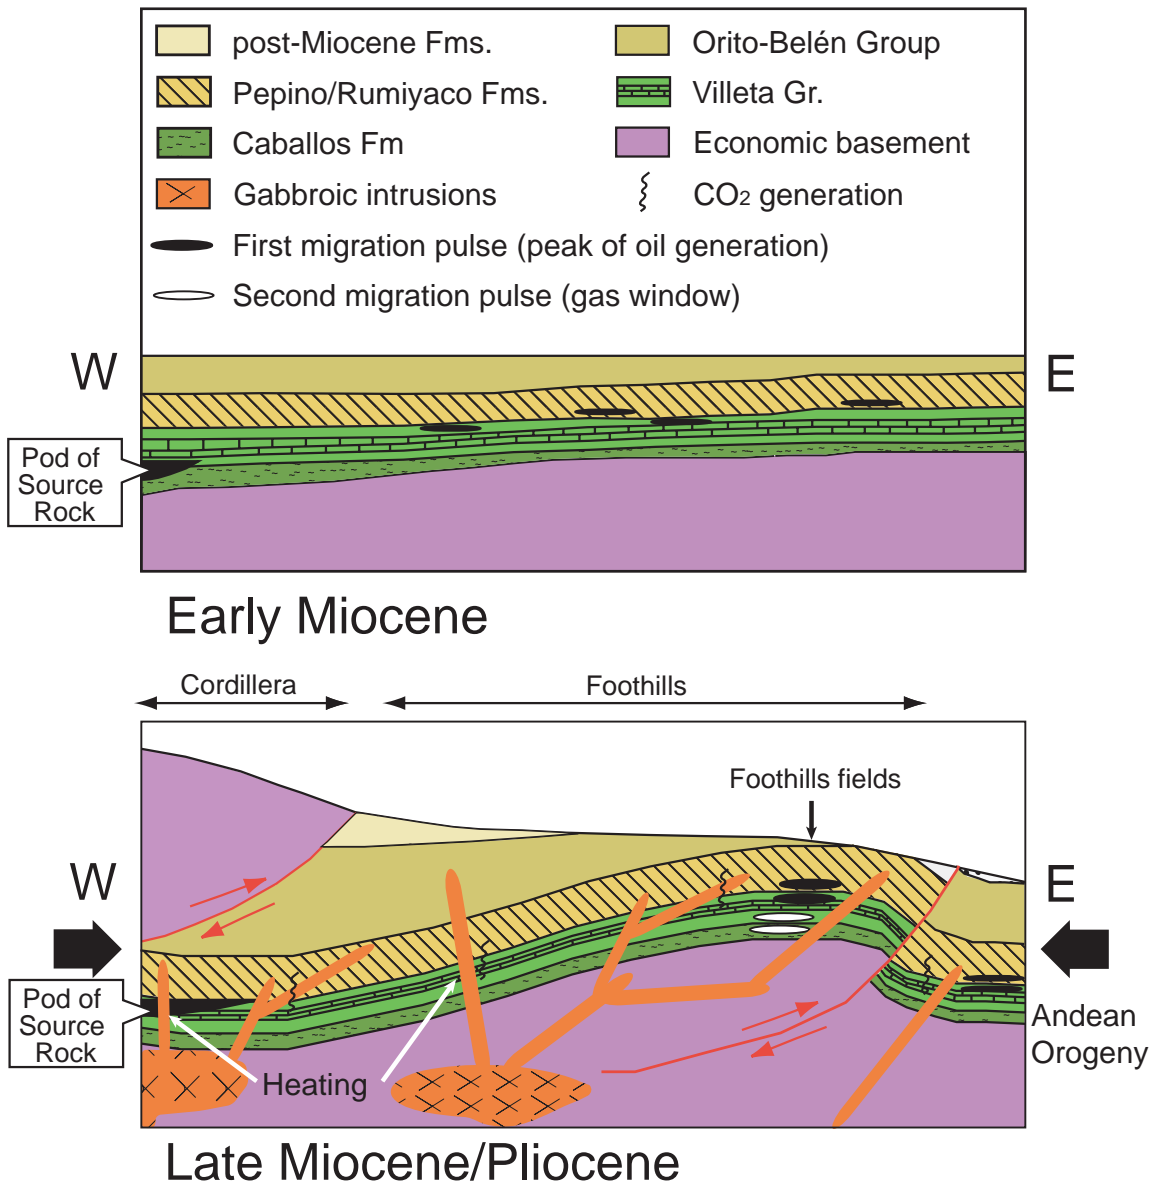 post-Miocene Fms.
Orito-Belén Group
Pepino/Rumiyaco Fms.
Villeta Gr.
Caballos Fm
Economic basement
Gabbroic intrusions
CO2 generation
First migration pulse (peak of oil generation)
Second migration pulse (gas window)
W
E
Pod of
Source
Rock
Early Miocene
Cordillera
Foothills
Foothills fields
W
E
Pod of
Source
Rock
Andean
Orogeny
Heating
Late Miocene/Pliocene